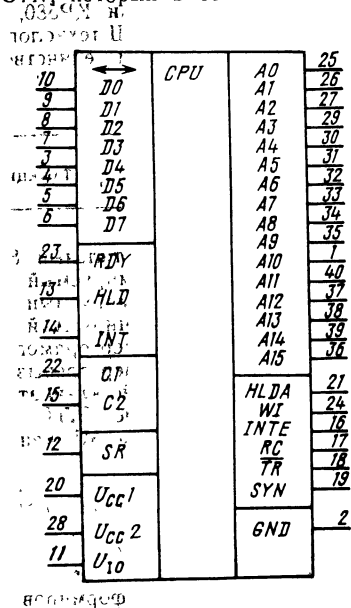 CPU
10 D0
9 D1
8 D2
7 D3
3 D4
4 D5
5 D6
6 D7
23 RDY
13 HLD
14 INT
22 C1
15 C2
12 SR
20 UCC1
28 UCC2
11 UIO
A0 25
A1 26
A2 27
A3 29
A4 30
A5 31
A6 32
A7 33
A8 34
A9 35
A10 1
A11 40
A12 37
A13 38
A14 39
A15 36
HLDA 21
WI 24
INTE 16
RC 17
TR 18
SYN 19
GND 2